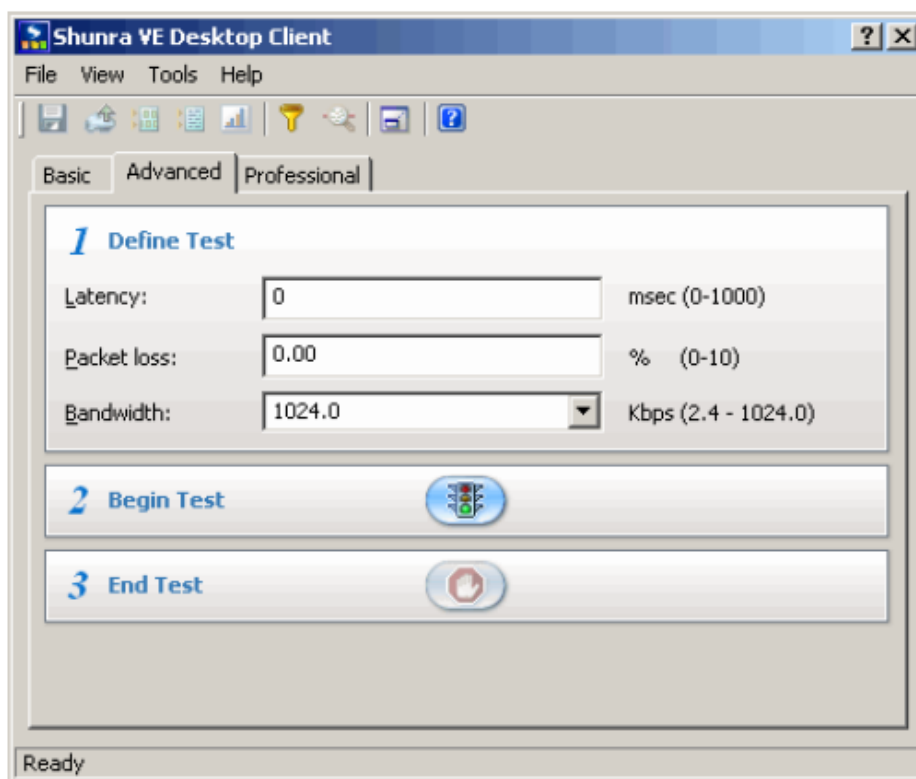 Shunra VE Desktop Client
File View Tools Help
Basic Advanced Professional
1 Define Test
Latency: 0 msec (0-1000)
Packet loss: 0.00 % (0-10)
Bandwidth: 1024.0 Kbps (2.4 - 1024.0)
2 Begin Test
3 End Test
Ready